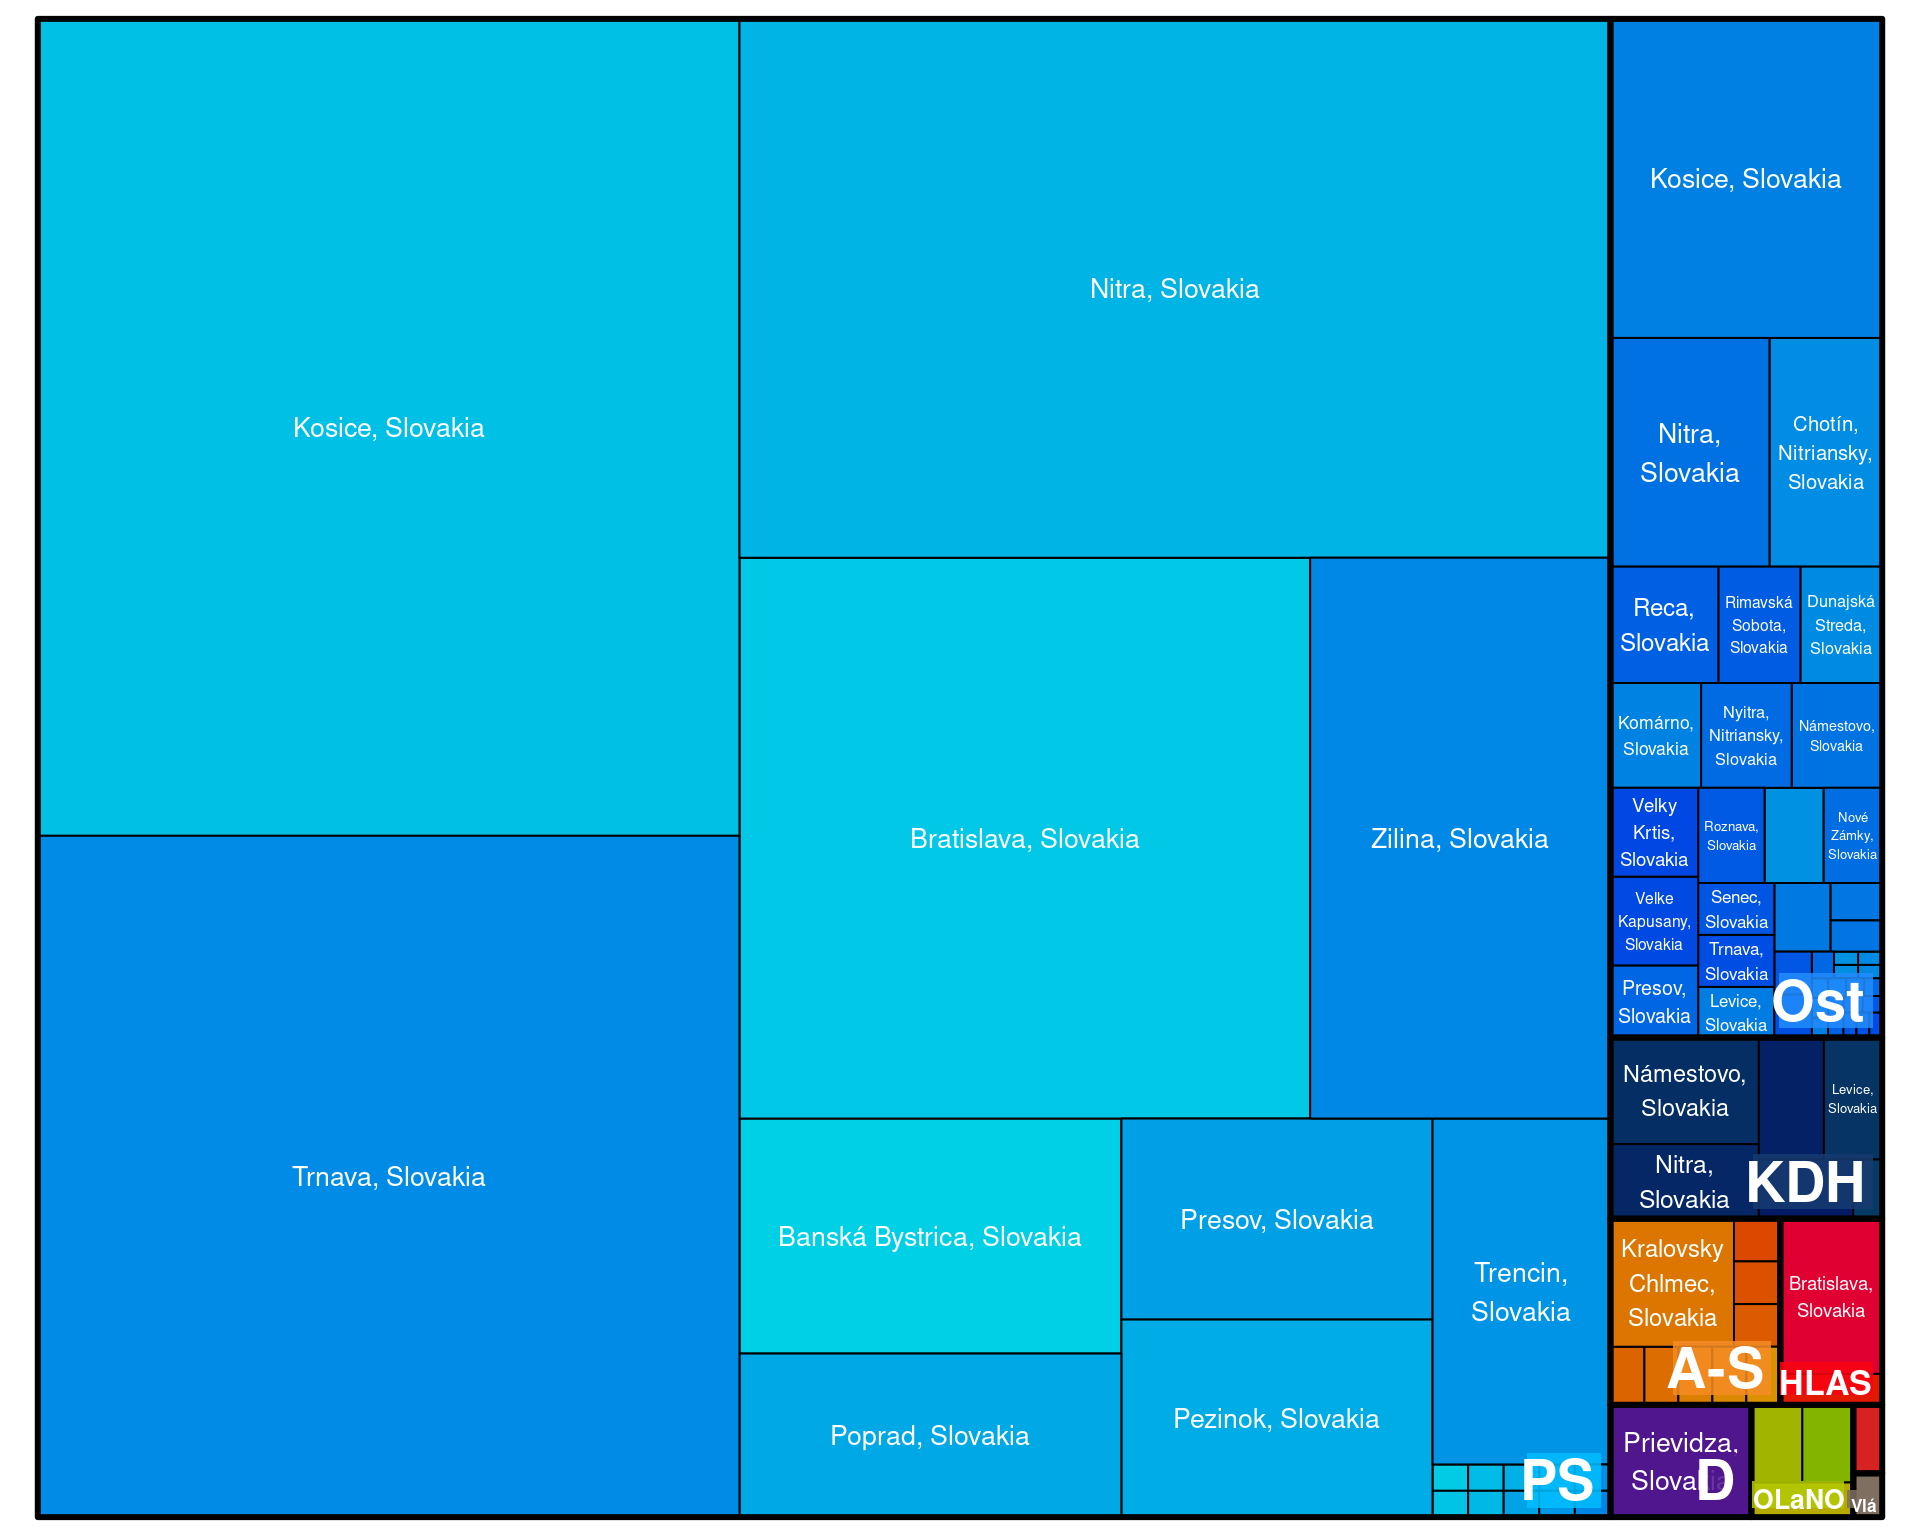 Kosice, Slovakia
Nitra, Slovakia
Bratislava, Slovakia
Zilina, Slovakia
Trnava, Slovakia
Banská Bystrica, Slovakia
Presov, Slovakia
Trencin,
Slovakia
Poprad, Slovakia
Pezinok, Slovakia
PS
Kosice, Slovakia
Nitra,
Slovakia
Chotín,
Nitriansky,
Slovakia
Reca,
Slovakia
Rimavská
Sobota,
Slovakia
Dunajská
Streda,
Slovakia
Komárno,
Slovakia
Nyitra,
Nitriansky,
Slovakia
Námestovo,
Slovakia
Velky
Krtis,
Slovakia
Roznava,
Slovakia
Nové
Zámky,
Slovakia
Velke
Kapusany,
Slovakia
Senec,
Slovakia
Trnava,
Slovakia
Presov,
Slovakia
Levice,
Slovakia
Ost
Námestovo,
Slovakia
Levice,
Slovakia
Nitra,
Slovakia
KDH
Kralovsky
Chlmec,
Slovakia
A-S
Bratislava,
Slovakia
HLAS
Prievidza,
Slovakia
D
OLaNO
Vlá